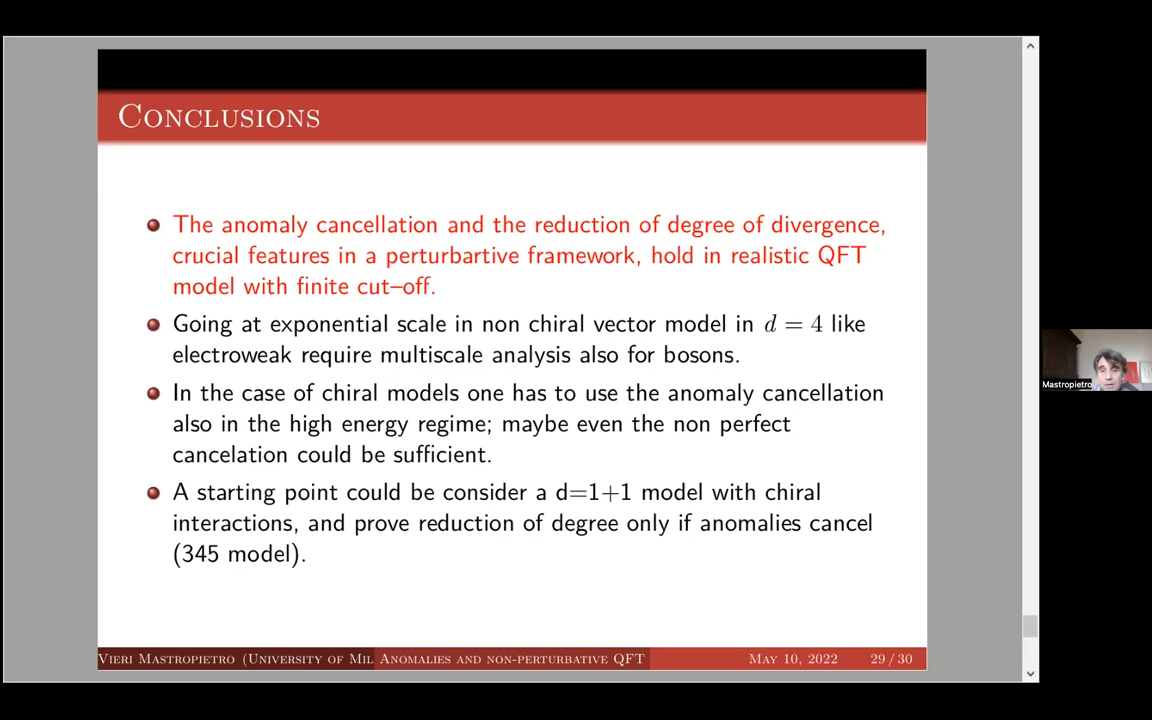 Conclusions
The anomaly cancellation and the reduction of degree of divergence,
crucial features in a perturbartive framework, hold in realistic QFT
model with finite cut–off.
Going at exponential scale in non chiral vector model in d = 4 like
electroweak require multiscale analysis also for bosons.
In the case of chiral models one has to use the anomaly cancellation
also in the high energy regime; maybe even the non perfect
cancelation could be sufficient.
A starting point could be consider a d=1+1 model with chiral
interactions, and prove reduction of degree only if anomalies cancel
(345 model).
Mastropietro
Vieri Mastropietro (University of Mil Anomalies and non-perturbative QFT May 10, 2022 29 / 30